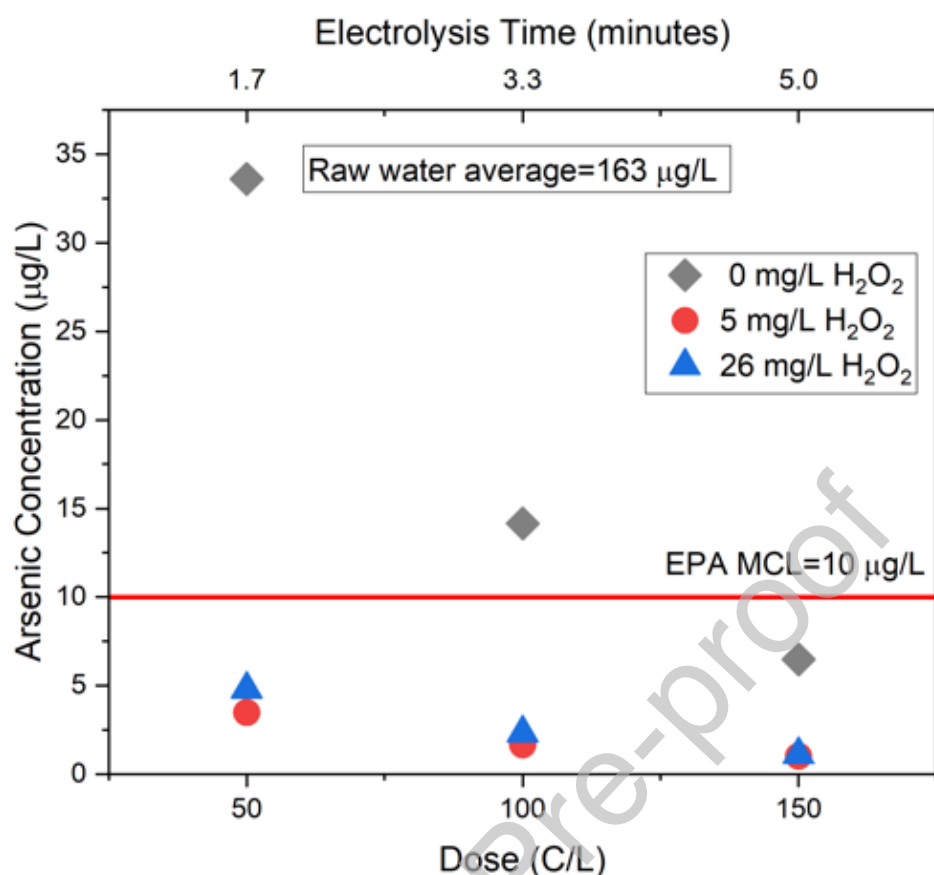 Electrolysis Time (minutes)
1.7 3.3 5.0
35
Raw water average=163 μg/L
30
0 mg/L H₂O₂
5 mg/L H₂O₂
26 mg/L H₂O₂
25
20
15
EPA MCL=10 μg/L
10
5
0
Arsenic Concentration (μg/L)
50 100 150
Dose (C/L)
Pre-proof